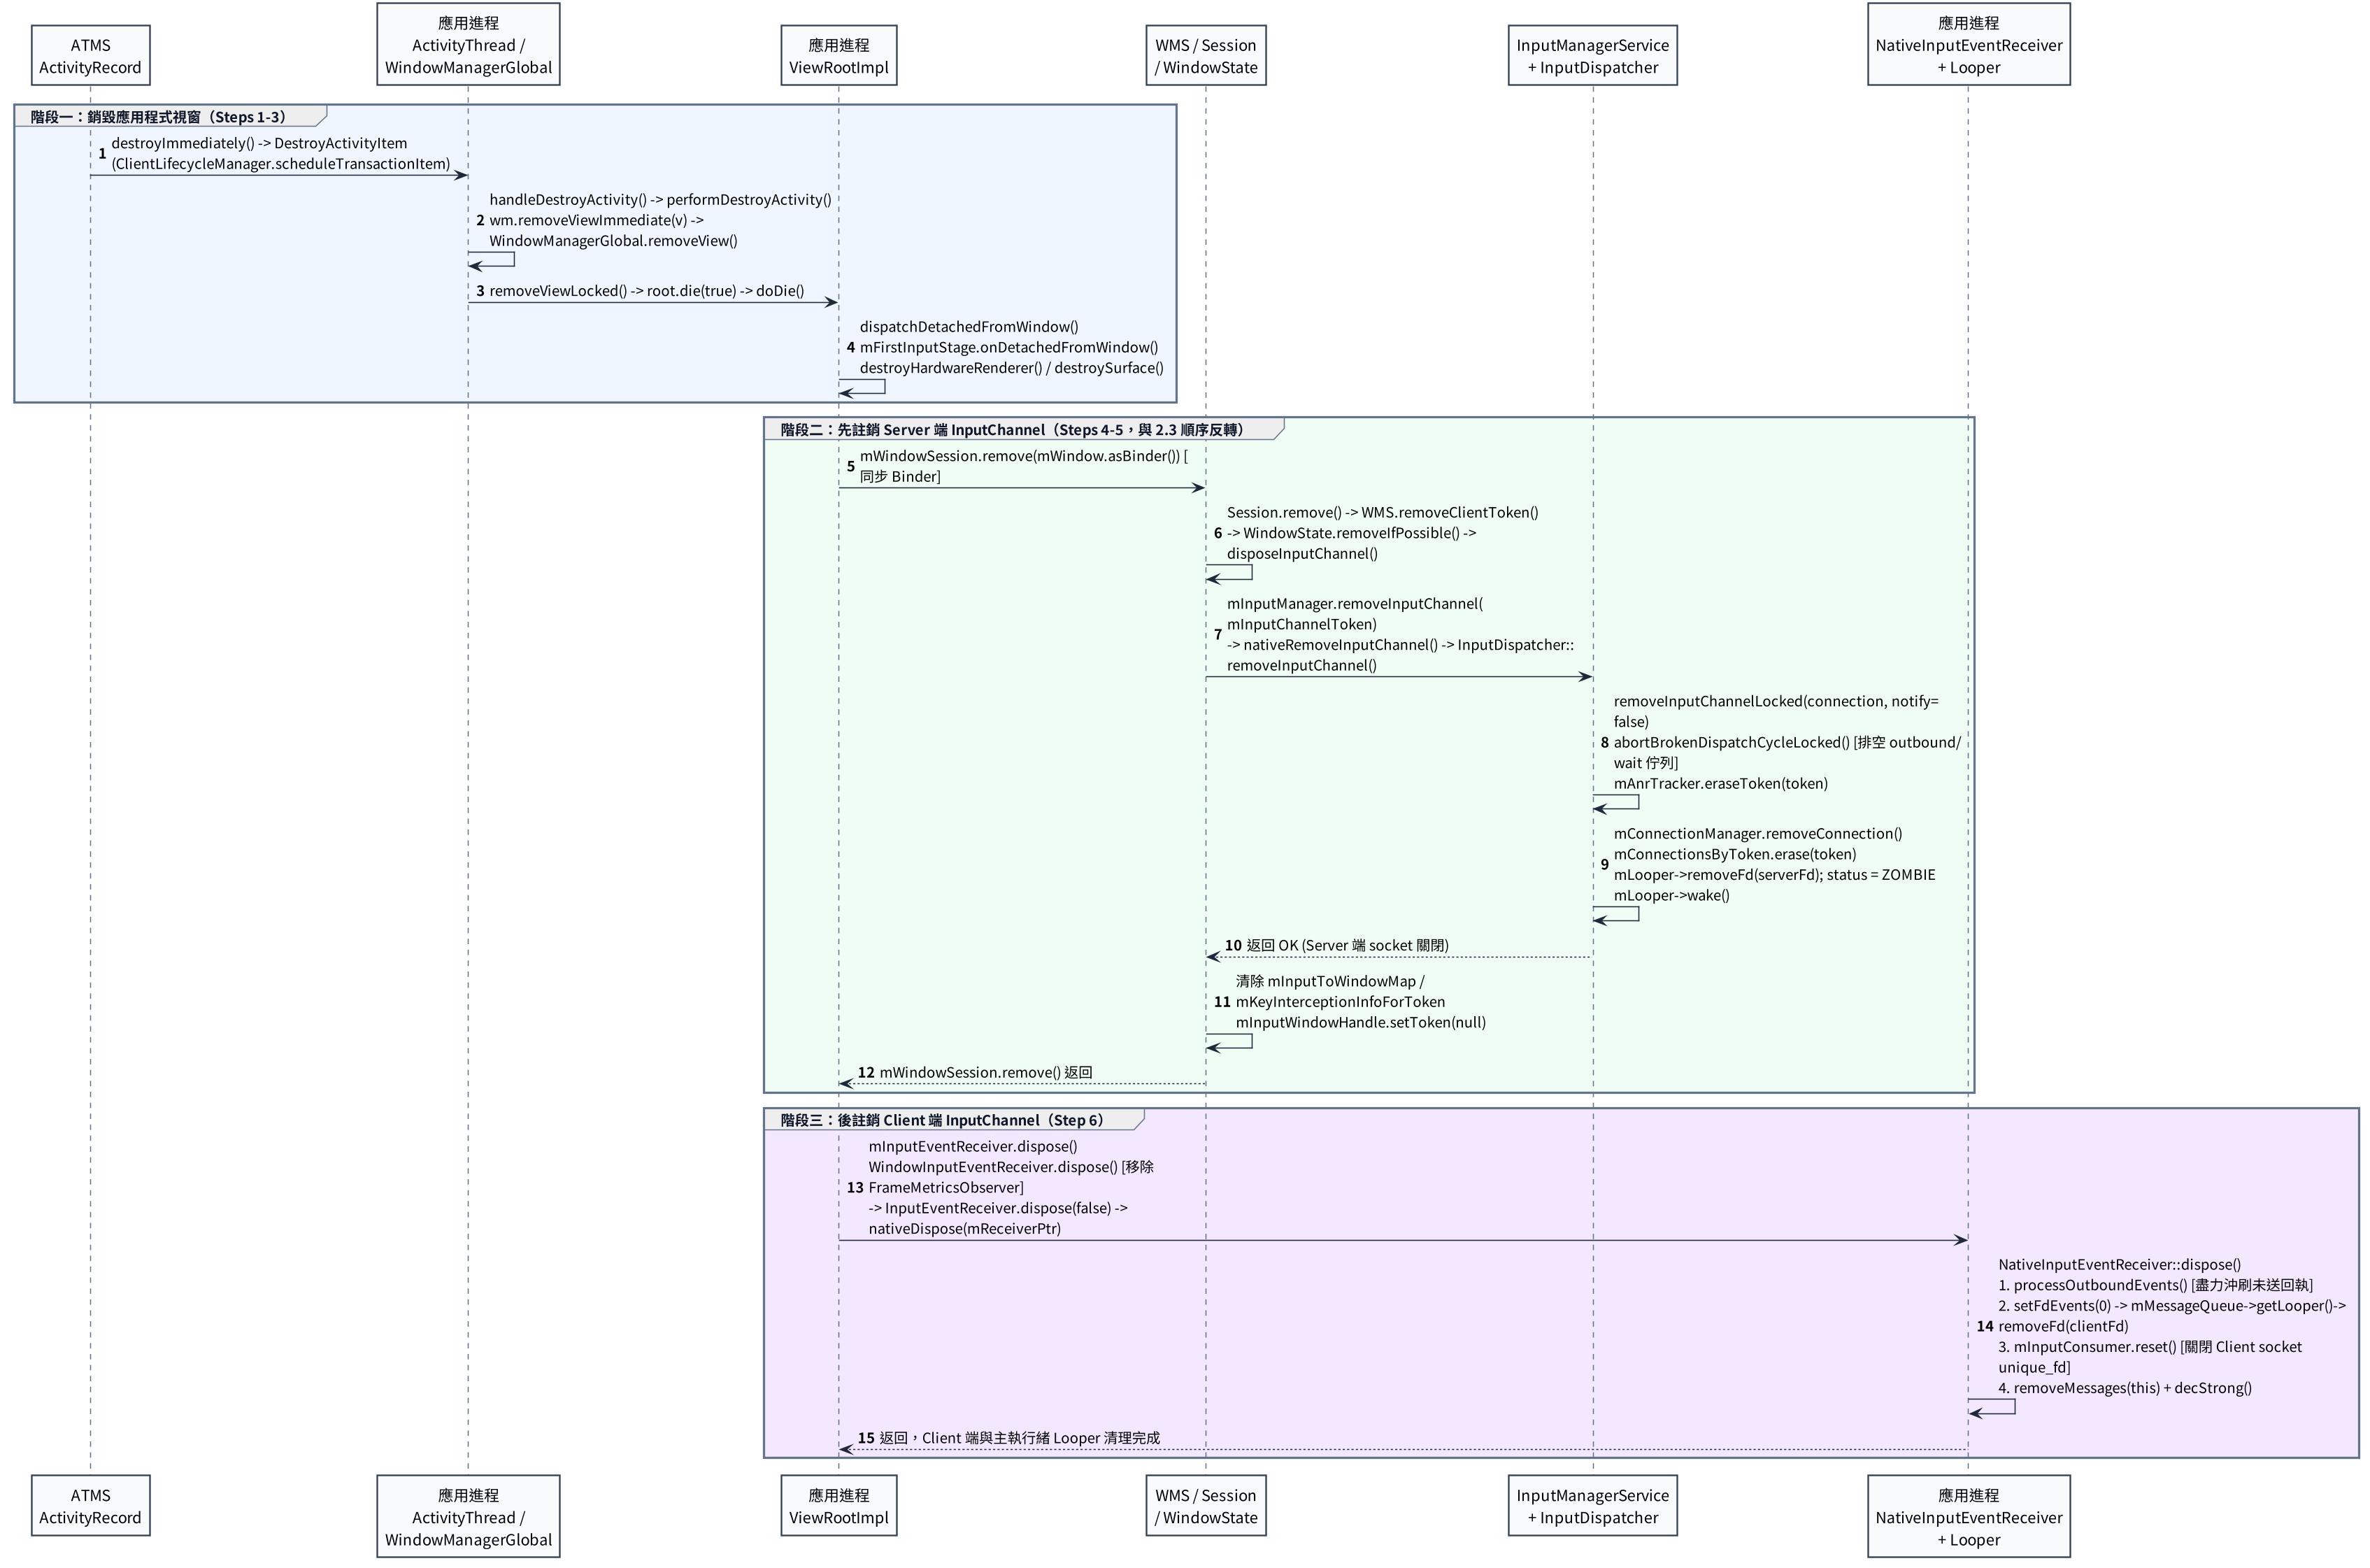 ATMS
ActivityRecord
應用進程
ActivityThread /
WindowManagerGlobal
應用進程
ViewRootImpl
WMS / Session
/ WindowState
InputManagerService
+ InputDispatcher
應用進程
NativeInputEventReceiver
+ Looper
階段一：銷毀應用程式視窗（Steps 1-3）
1 destroyImmediately() -> DestroyActivityItem
(ClientLifecycleManager.scheduleTransactionItem)
handleDestroyActivity() -> performDestroyActivity()
2 wm.removeViewImmediate(v) ->
WindowManagerGlobal.removeView()
3 removeViewLocked() -> root.die(true) -> doDie()
dispatchDetachedFromWindow()
4 mFirstInputStage.onDetachedFromWindow()
destroyHardwareRenderer() / destroySurface()
階段二：先註銷 Server 端 InputChannel（Steps 4-5，與 2.3 順序反轉）
5 mWindowSession.remove(mWindow.asBinder()) [
同步 Binder]
Session.remove() -> WMS.removeClientToken()
6 -> WindowState.removeIfPossible() ->
disposeInputChannel()
mInputManager.removeInputChannel(
mInputChannelToken)
7 -> nativeRemoveInputChannel() -> InputDispatcher::
removeInputChannel()
removeInputChannelLocked(connection, notify=
false)
8 abortBrokenDispatchCycleLocked() [排空 outbound/
wait 佇列]
mAnrTracker.eraseToken(token)
mConnectionManager.removeConnection()
9 mConnectionsByToken.erase(token)
mLooper->removeFd(serverFd); status = ZOMBIE
mLooper->wake()
10 返回 OK (Server 端 socket 關閉)
清除 mInputToWindowMap /
11 mKeyInterceptionInfoForToken
mInputWindowHandle.setToken(null)
12 mWindowSession.remove() 返回
階段三：後註銷 Client 端 InputChannel（Step 6）
mInputEventReceiver.dispose()
WindowInputEventReceiver.dispose() [移除
13 FrameMetricsObserver]
-> InputEventReceiver.dispose(false) ->
nativeDispose(mReceiverPtr)
NativeInputEventReceiver::dispose()
1. processOutboundEvents() [盡力沖刷未送回執]
2. setFdEvents(0) -> mMessageQueue->getLooper()->
14 removeFd(clientFd)
3. mInputConsumer.reset() [關閉 Client socket
unique_fd]
4. removeMessages(this) + decStrong()
15 返回，Client 端與主執行緒 Looper 清理完成
ATMS
ActivityRecord
應用進程
ActivityThread /
WindowManagerGlobal
應用進程
ViewRootImpl
WMS / Session
/ WindowState
InputManagerService
+ InputDispatcher
應用進程
NativeInputEventReceiver
+ Looper